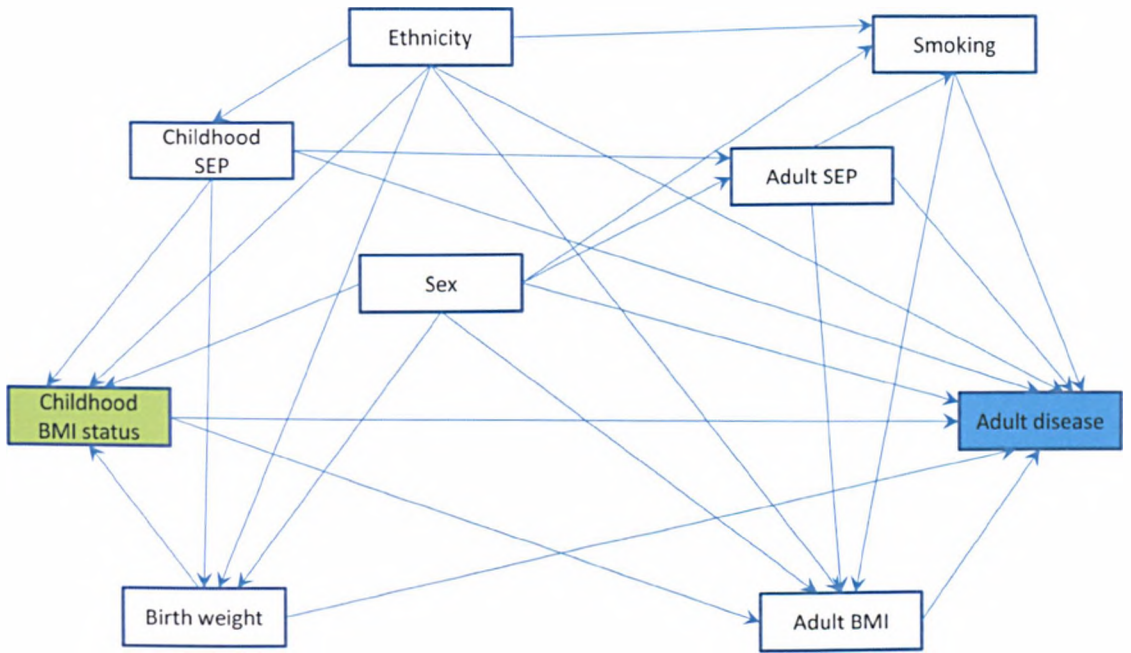 Ethnicity
Smoking
Childhood
SEP
Adult SEP
Sex
Childhood
BMI status
Adult disease
Birth weight
Adult BMI